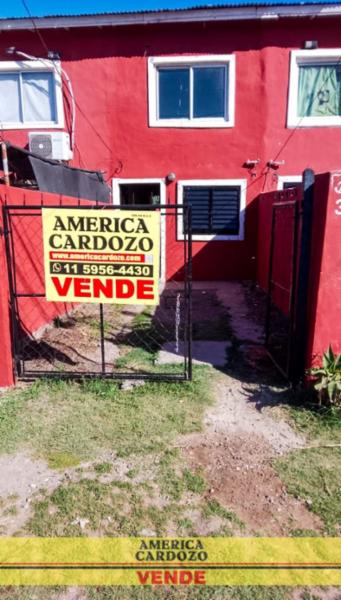 AMERICA
CARDOZO
www.americacardozo.com
11 5956-4430
VENDE
AMERICA
CARDOZO
VENDE